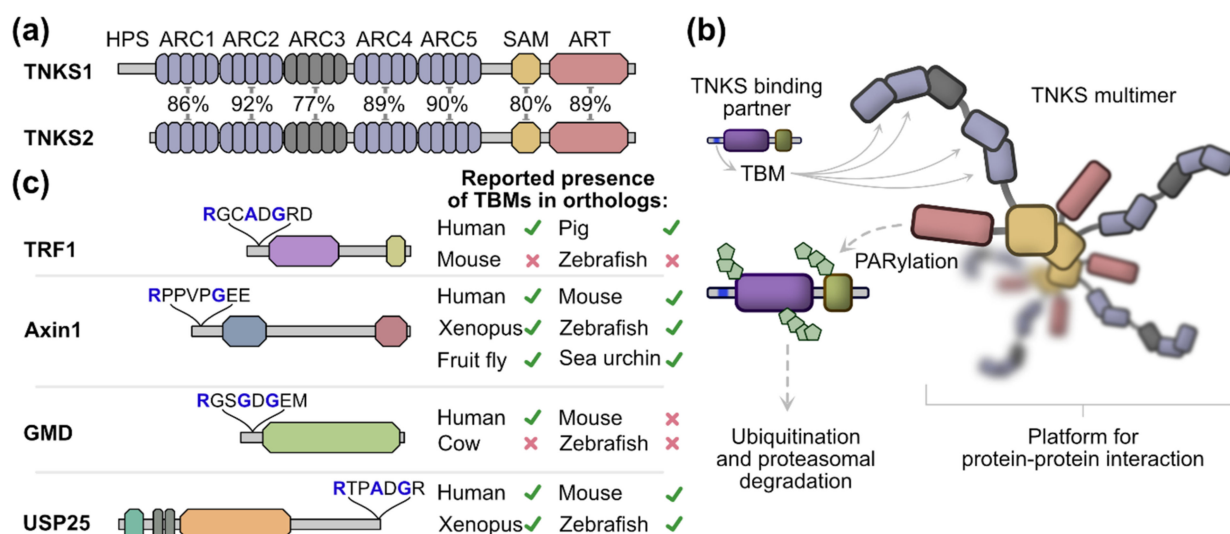 (a)
HPS ARC1 ARC2 ARC3 ARC4 ARC5 SAM ART
TNKS1
86% 92% 77% 89% 90% 80% 89%
TNKS2
(b)
TNKS binding
partner
TBM
TNKS multimer
PARylation
Ubiquitination
and proteasomal
degradation
Platform for
protein-protein interaction
(c)
Reported presence
of TBMs in orthologs:
RGCADGRD
TRF1
Human Pig
Mouse Zebrafish
RPPVPGEE
Axin1
Human Mouse
Xenopus Zebrafish
Fruit fly Sea urchin
RGSGDGEM
GMD
Human Mouse
Cow Zebrafish
RTPADGR
USP25
Human Mouse
Xenopus Zebrafish